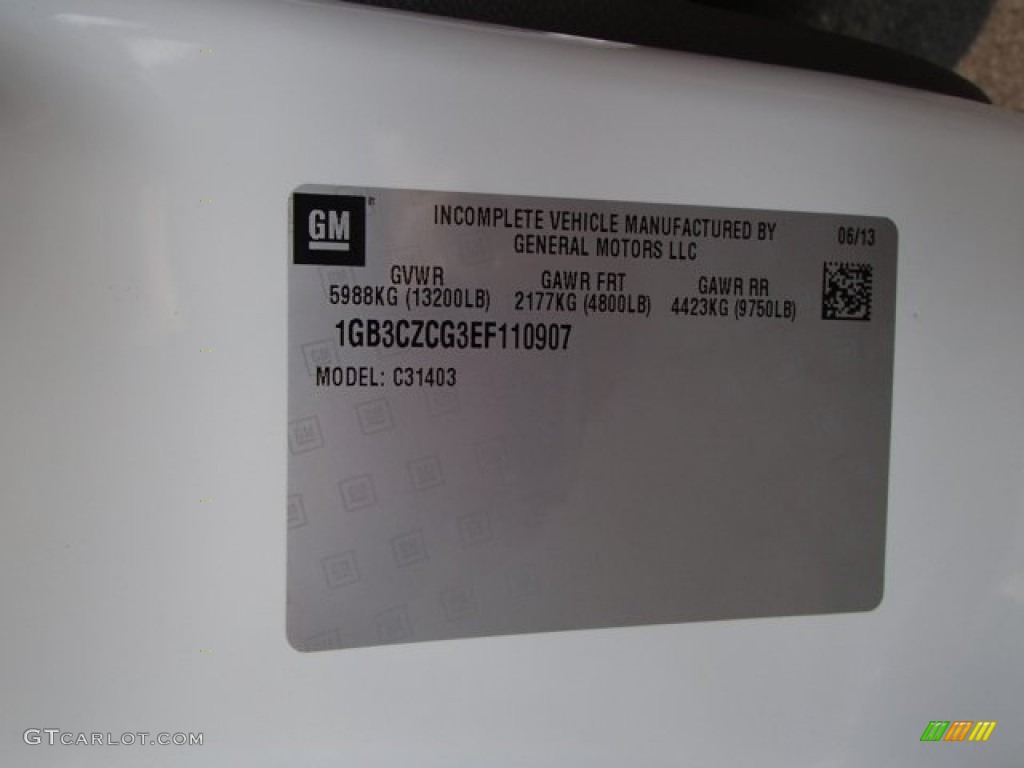 GM
INCOMPLETE VEHICLE MANUFACTURED BY
GENERAL MOTORS LLC
06/13
GVWR GAWR FRT GAWR RR
5988KG (13200LB) 2177KG (4800LB) 4423KG (9750LB)
1GB3CZCG3EF110907
MODEL: C31403
GTCARLOT.COM